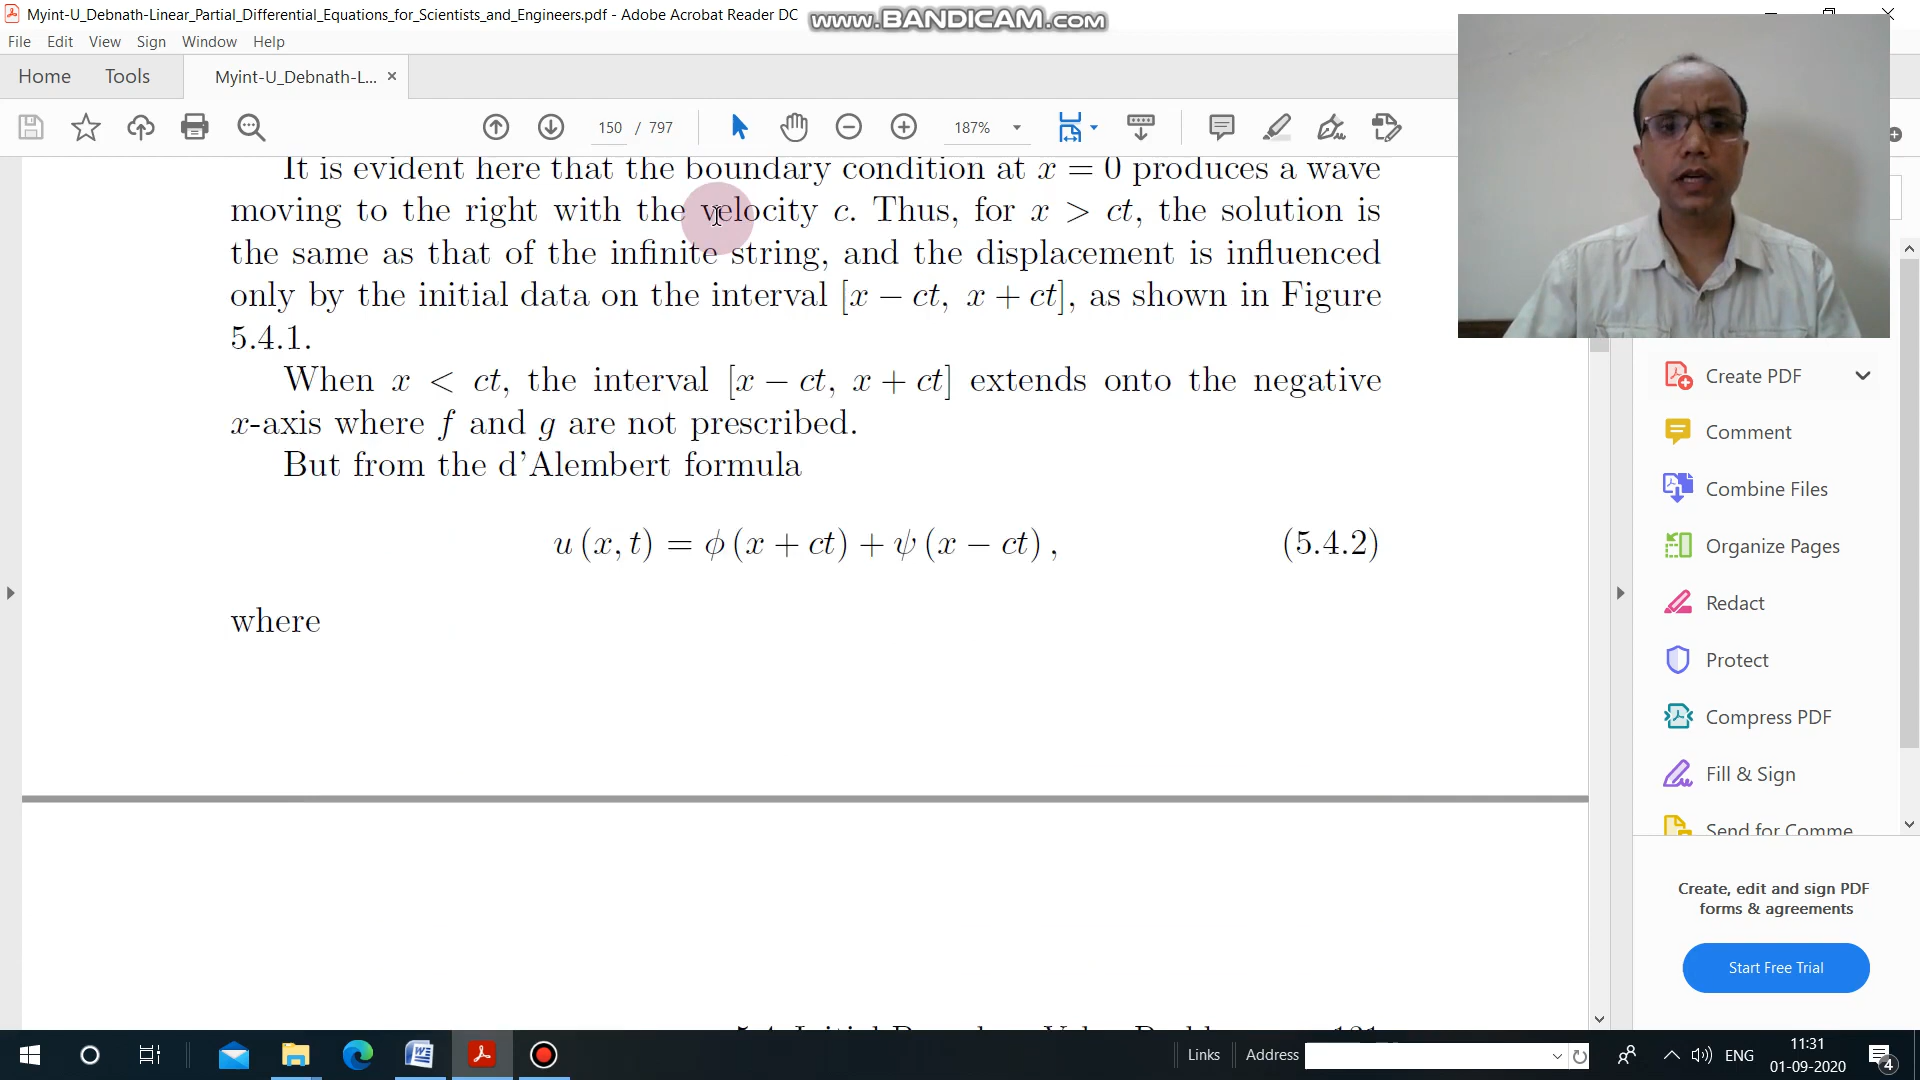 Myint-U_Debnath-Linear_Partial_Differential_Equations_for_Scientists_and_Engineers.pdf - Adobe Acrobat Reader DC
www.BANDICAM.com
File Edit View Sign Window Help
Home Tools Myint-U_Debnath-L... ×
150 / 797 187%
It is evident here that the boundary condition at x = 0 produces a wave
moving to the right with the velocity c. Thus, for x > ct, the solution is
the same as that of the infinite string, and the displacement is influenced
only by the initial data on the interval [x − ct, x + ct], as shown in Figure
5.4.1.
When x < ct, the interval [x − ct, x + ct] extends onto the negative
x-axis where f and g are not prescribed.
But from the d'Alembert formula
u (x, t) = ϕ (x + ct) + ψ (x − ct) , (5.4.2)
where
Create PDF
Comment
Combine Files
Organize Pages
Redact
Protect
Compress PDF
Fill & Sign
Send for Comme
Create, edit and sign PDF
forms & agreements
Start Free Trial
Links Address ENG
11:31
01-09-2020
4